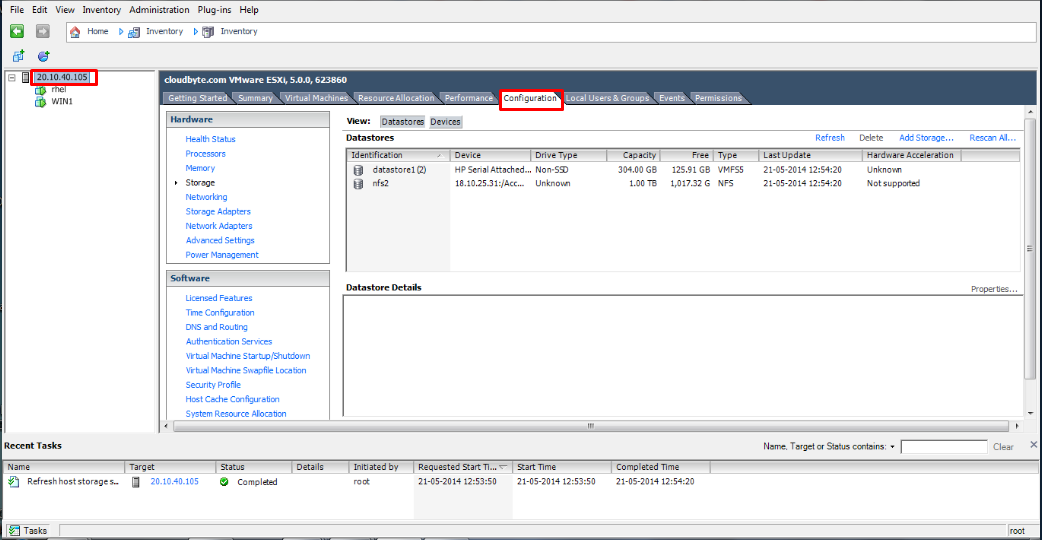 File Edit View Inventory Administration Plug-ins Help
Home Inventory Inventory
20.10.40.105
rhel
WIN1
cloudbyte.com VMware ESXi, 5.0.0, 623860
Getting Started Summary Virtual Machines Resource Allocation Performance Configuration Local Users & Groups Events Permissions
Hardware
Health Status
Processors
Memory
Storage
Networking
Storage Adapters
Network Adapters
Advanced Settings
Power Management
Software
Licensed Features
Time Configuration
DNS and Routing
Authentication Services
Virtual Machine Startup/Shutdown
Virtual Machine Swapfile Location
Security Profile
Host Cache Configuration
System Resource Allocation
View: Datastores Devices
Datastores Refresh Delete Add Storage... Rescan All...
Identification Device Drive Type Capacity Free Type Last Update Hardware Acceleration
datastore1 (2) HP Serial Attached... Non-SSD 304.00 GB 125.91 GB VMFS5 21-05-2014 12:54:20 Unknown
nfs2 18.10.25.31:/Acc... Unknown 1.00 TB 1,017.32 G NFS 21-05-2014 12:54:20 Not supported
Datastore Details Properties...
Recent Tasks Name, Target or Status contains: Clear
Name Target Status Details Initiated by Requested Start Ti... Start Time Completed Time
Refresh host storage s... 20.10.40.105 Completed root 21-05-2014 12:53:50 21-05-2014 12:53:50 21-05-2014 12:54:20
Tasks root